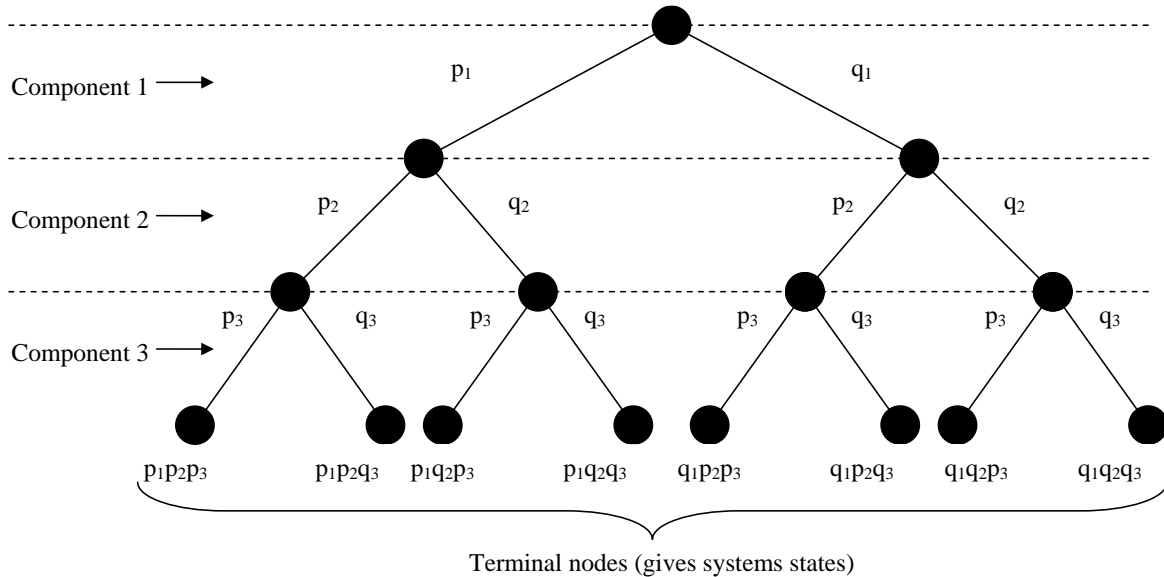 p₁ q₁
Component 1
p₂ q₂ p₂ q₂
Component 2
p₃ q₃ p₃ q₃ p₃ q₃ p₃ q₃
Component 3
p₁p₂p₃ p₁p₂q₃ p₁q₂p₃ p₁q₂q₃ q₁p₂p₃ q₁p₂q₃ q₁q₂p₃ q₁q₂q₃
Terminal nodes (gives systems states)